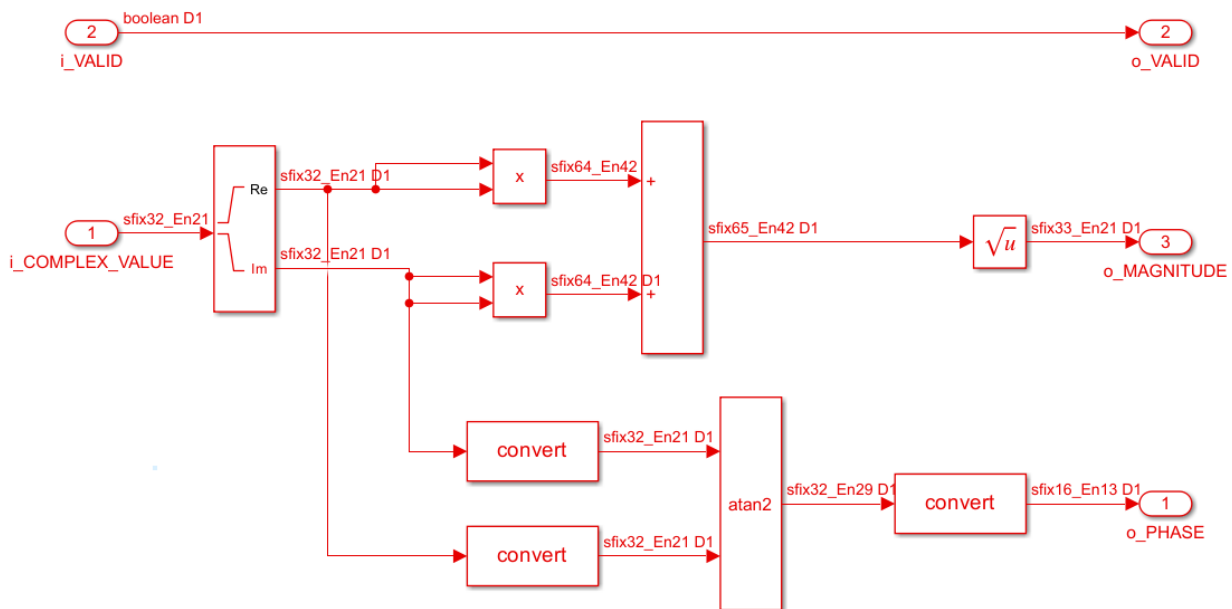 boolean D1
2
i_VALID
2
o_VALID
sfix32_En21
1
i_COMPLEX_VALUE
Re
Im
sfix32_En21 D1
sfix32_En21 D1
x
sfix64_En42
x
sfix64_En42 D1
+
+
sfix65_En42 D1
√u
sfix33_En21 D1
3
o_MAGNITUDE
convert
sfix32_En21 D1
convert
sfix32_En21 D1
atan2
sfix32_En29 D1
convert
sfix16_En13 D1
1
o_PHASE